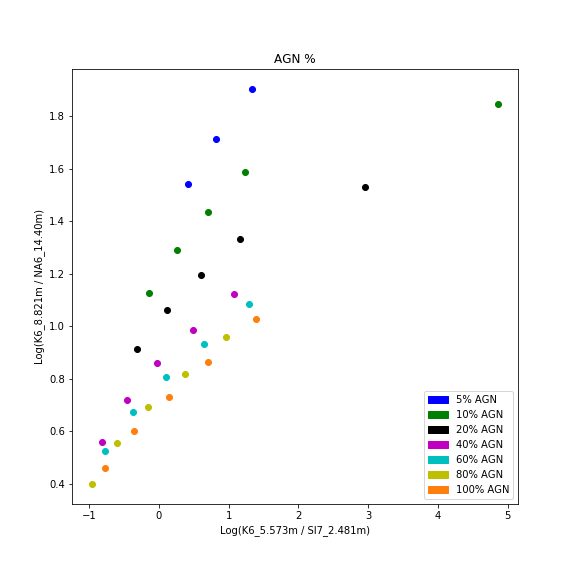 AGN %
Log(K6_8.821m / NA6_14.40m)
1.8
1.6
1.4
1.2
1.0
0.8
0.6
0.4
−1
0
1
2
3
4
5
Log(K6_5.573m / SI7_2.481m)
5% AGN
10% AGN
20% AGN
40% AGN
60% AGN
80% AGN
100% AGN